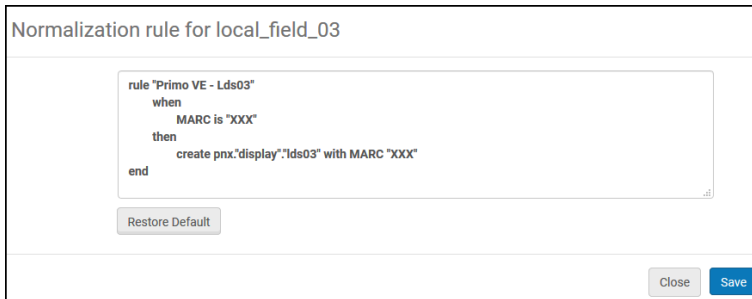 Normalization rule for local_field_03
rule "Primo VE - Lds03"
when
MARC is "XXX"
then
create pnx."display"."lds03" with MARC "XXX"
end
Restore Default
Close Save